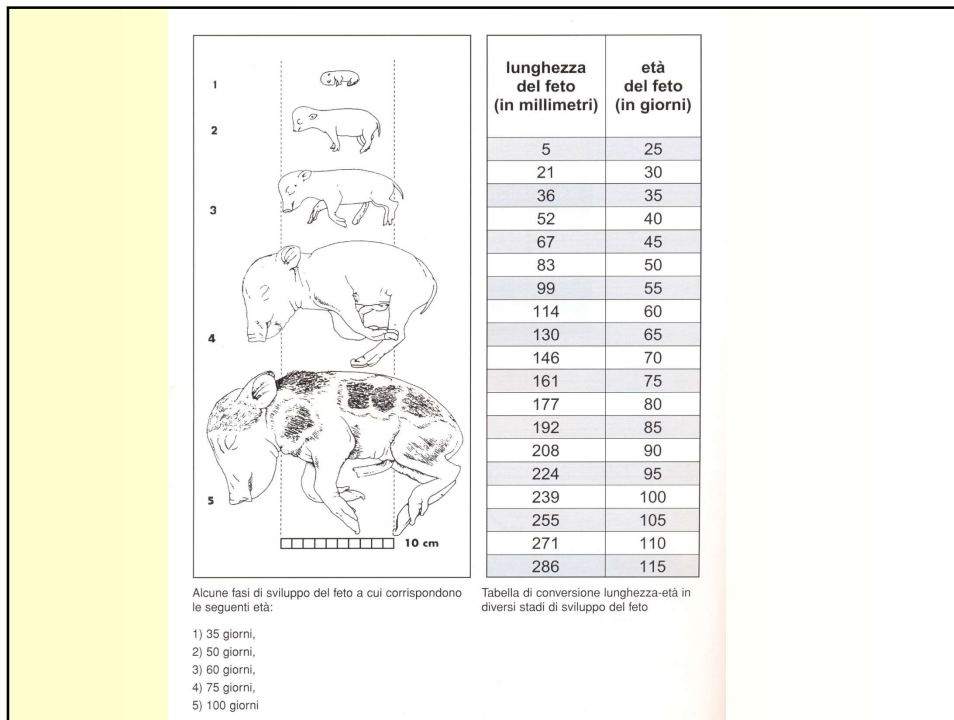 1
2
3
4
5
10 cm
lunghezza
del feto
(in millimetri)
età
del feto
(in giorni)
5 25
21 30
36 35
52 40
67 45
83 50
99 55
114 60
130 65
146 70
161 75
177 80
192 85
208 90
224 95
239 100
255 105
271 110
286 115
Alcune fasi di sviluppo del feto a cui corrispondono
le seguenti età:
1) 35 giorni,
2) 50 giorni,
3) 60 giorni,
4) 75 giorni,
5) 100 giorni
Tabella di conversione lunghezza-età in
diversi stadi di sviluppo del feto